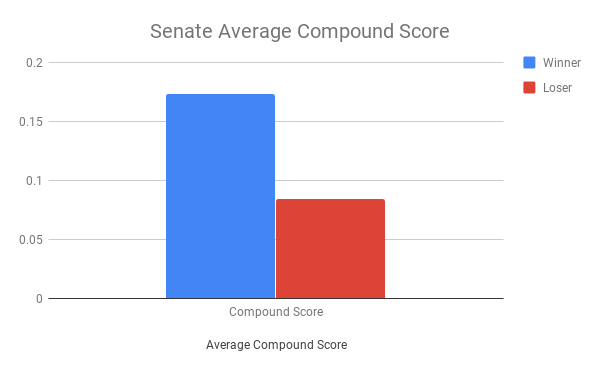 Senate Average Compound Score
Winner
Loser
0.2
0.15
0.1
0.05
0
Compound Score
Average Compound Score